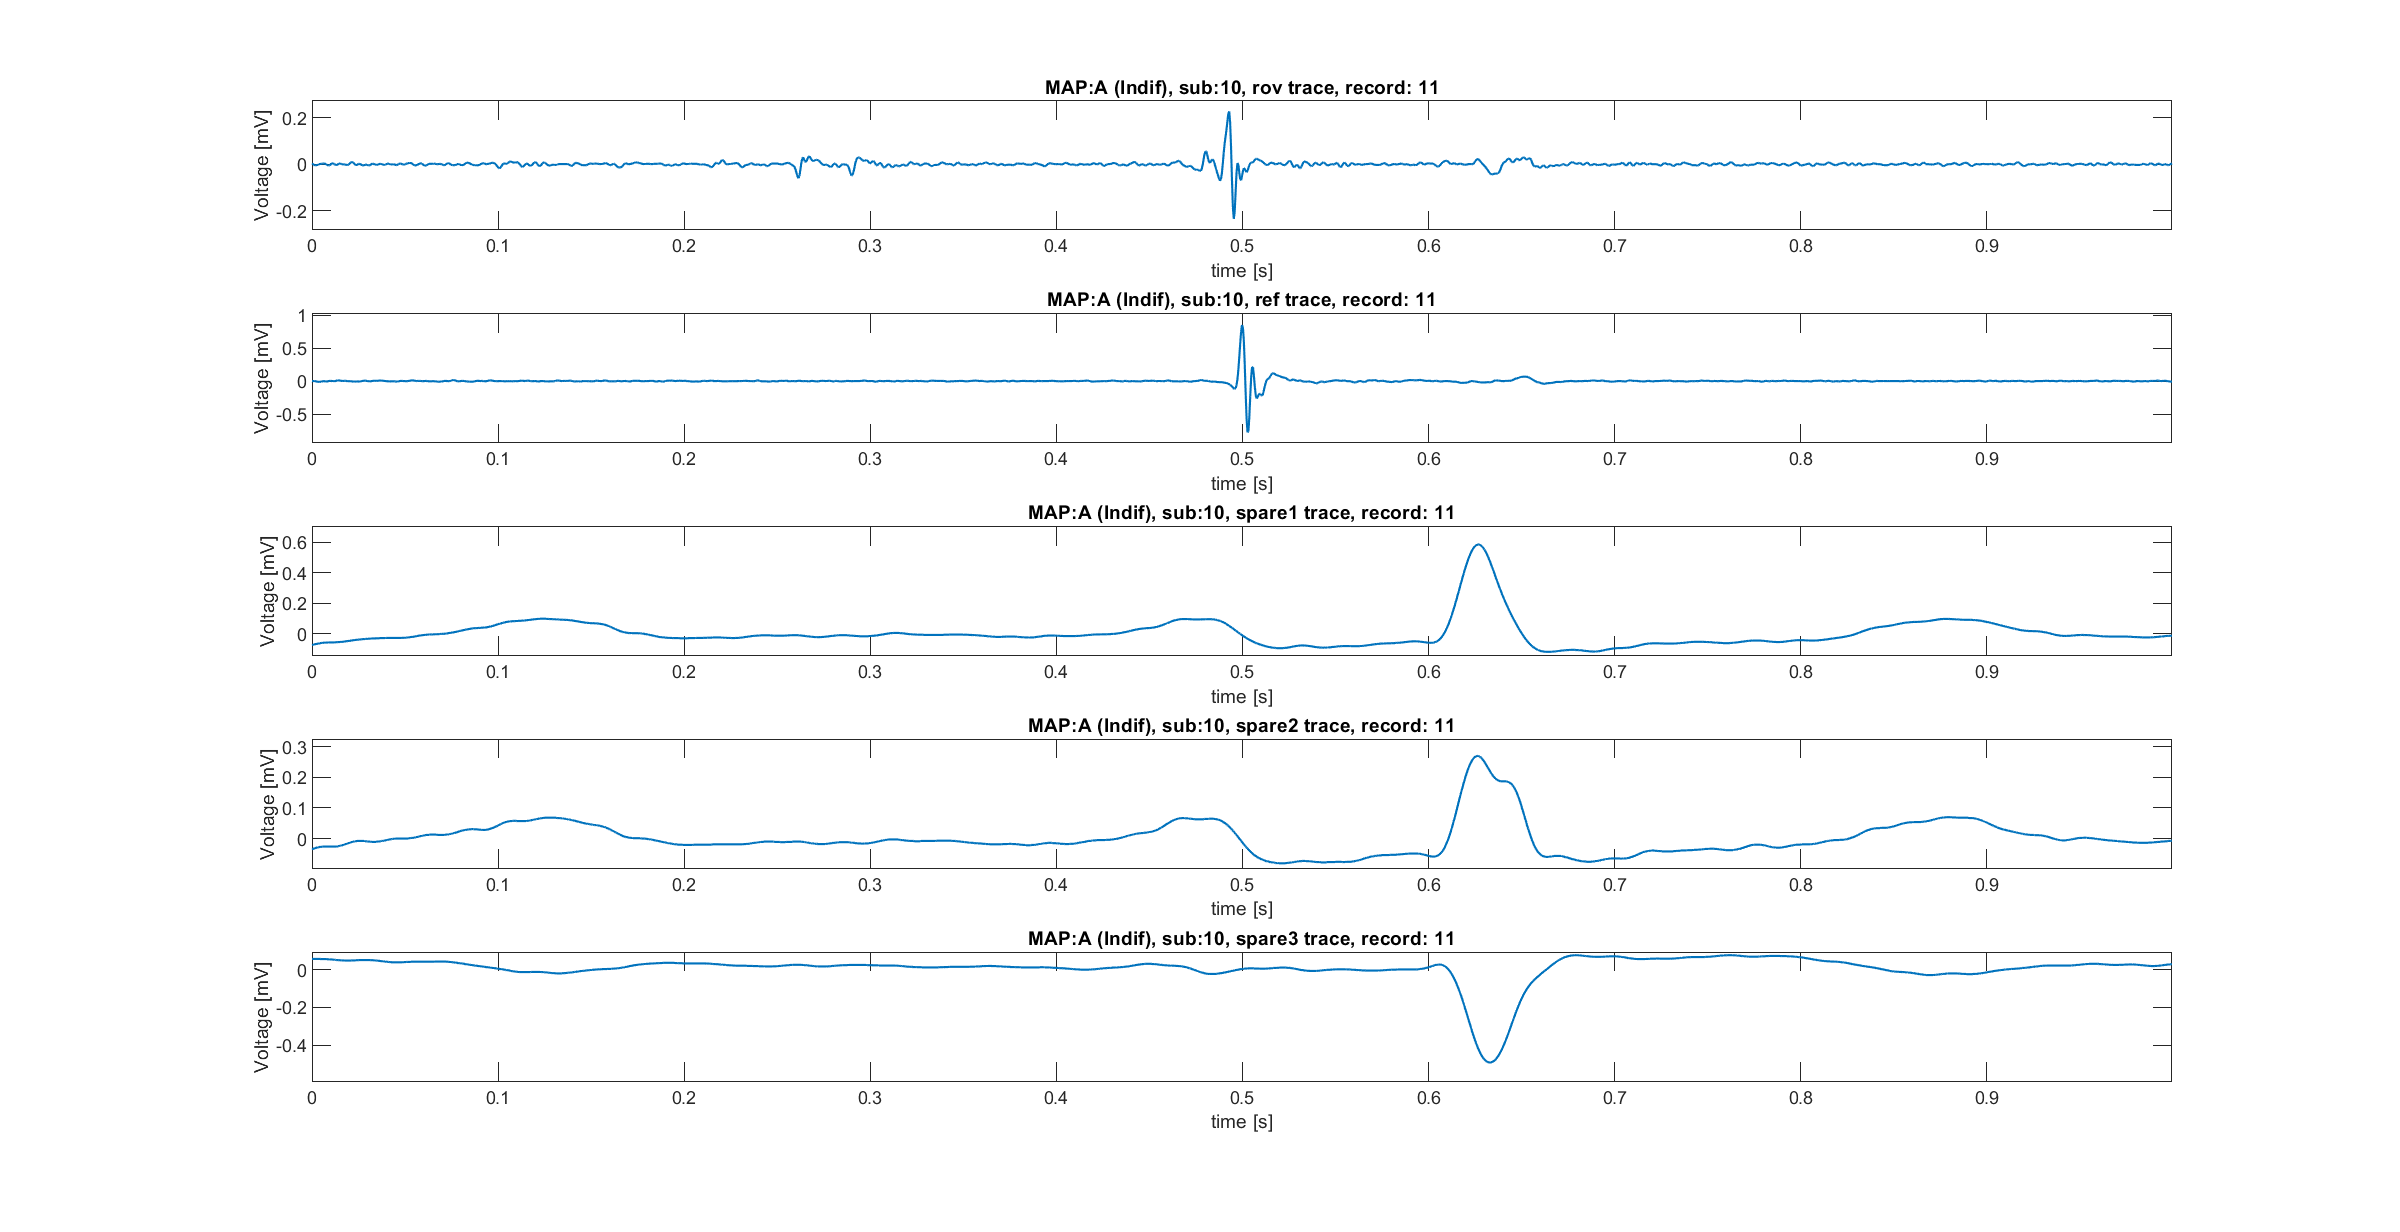 MAP:A (Indif), sub:10, rov trace, record: 11
Voltage [mV]
0.2
0
-0.2
0 0.1 0.2 0.3 0.4 0.5 0.6 0.7 0.8 0.9
time [s]
MAP:A (Indif), sub:10, ref trace, record: 11
Voltage [mV]
1
0.5
0
-0.5
0 0.1 0.2 0.3 0.4 0.5 0.6 0.7 0.8 0.9
time [s]
MAP:A (Indif), sub:10, spare1 trace, record: 11
Voltage [mV]
0.6
0.4
0.2
0
0 0.1 0.2 0.3 0.4 0.5 0.6 0.7 0.8 0.9
time [s]
MAP:A (Indif), sub:10, spare2 trace, record: 11
Voltage [mV]
0.3
0.2
0.1
0
0 0.1 0.2 0.3 0.4 0.5 0.6 0.7 0.8 0.9
time [s]
MAP:A (Indif), sub:10, spare3 trace, record: 11
Voltage [mV]
0
-0.2
-0.4
0 0.1 0.2 0.3 0.4 0.5 0.6 0.7 0.8 0.9
time [s]